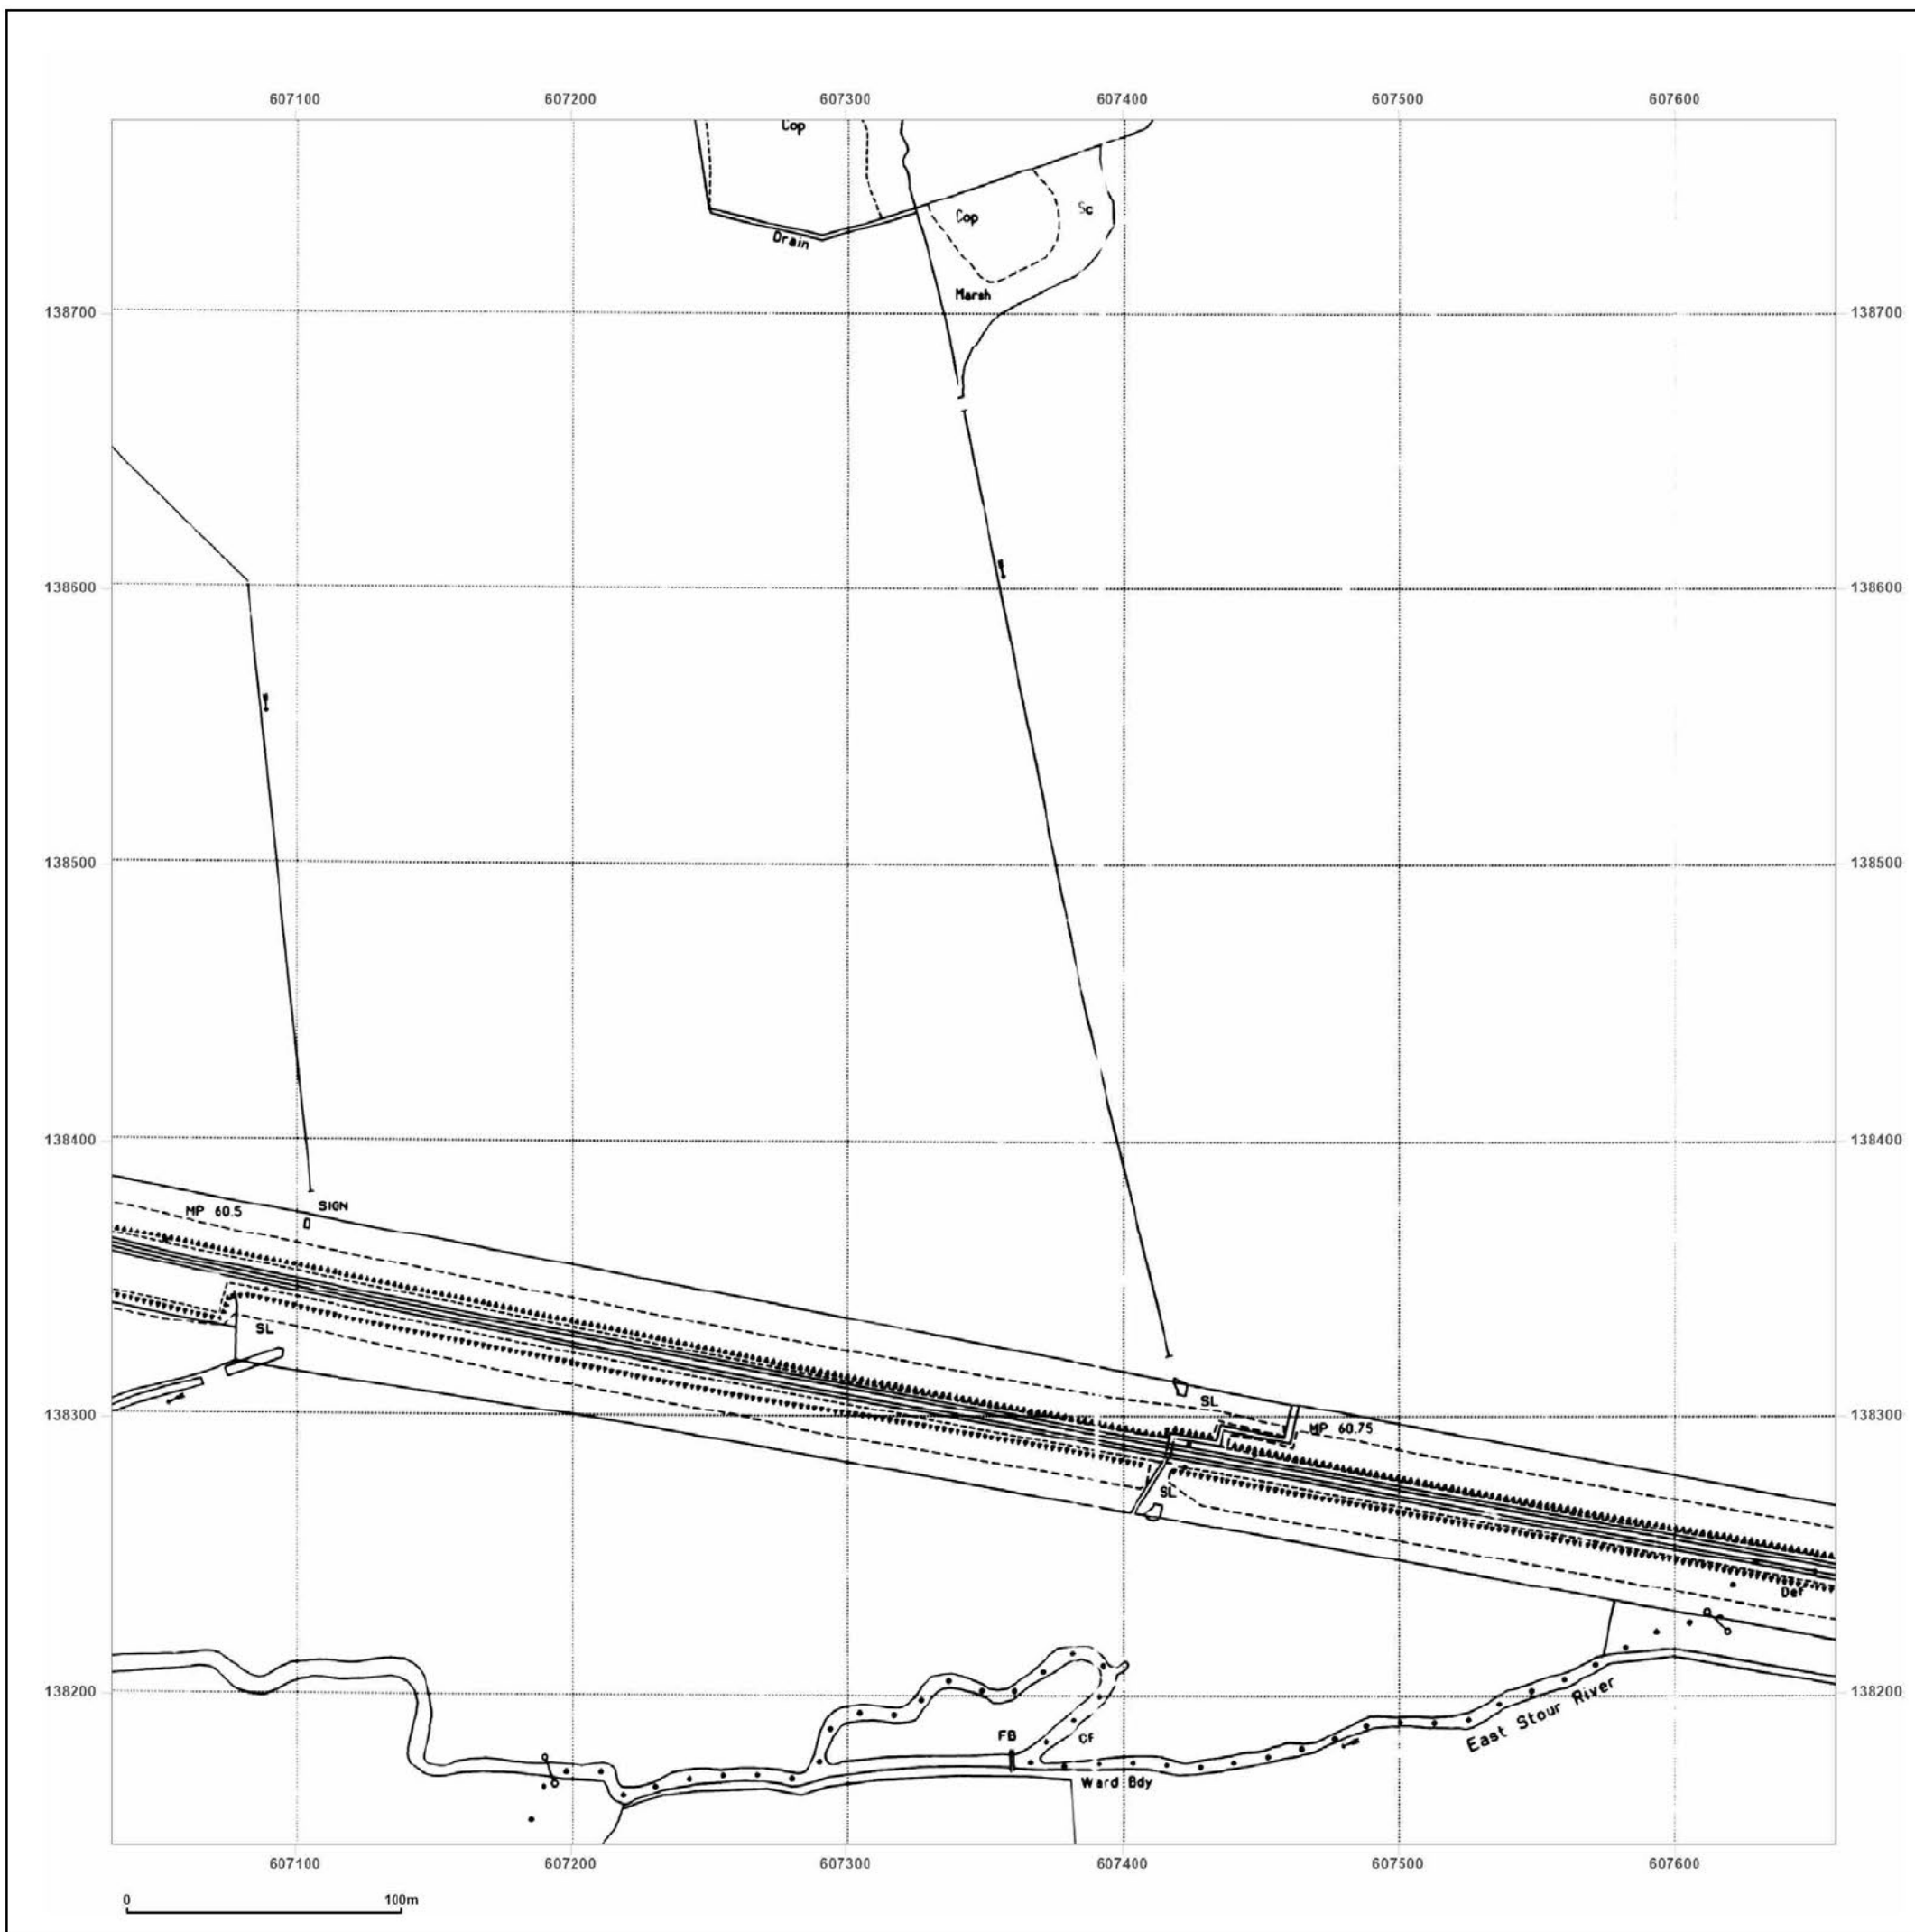 607100 607200 607300 607400 607500 607600
Cop
Cop
Sc
Drain
Marsh
138700 138700
138600 138600
138500 138500
138400 138400
SIGN
MP 60.5
SL
SL
138300 138300
MP 60.75
SL
Def
138200 138200
East Stour River
FB
CF
Ward Bdy
607100 607200 607300 607400 607500 607600
0 100m